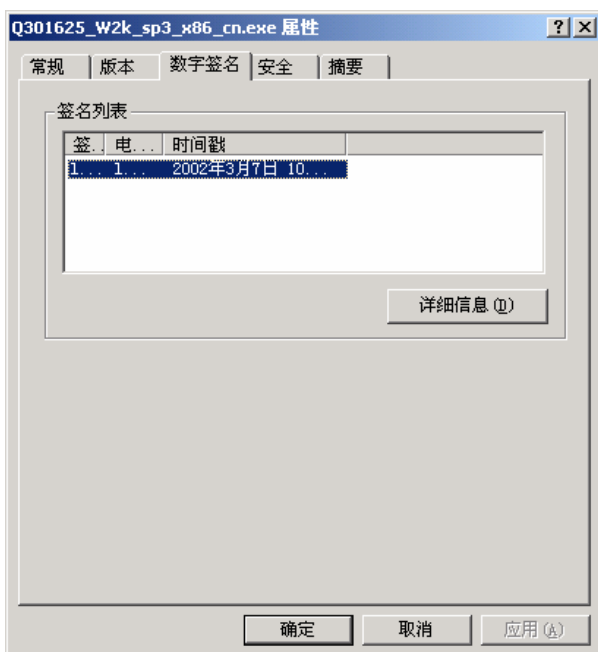 Q301625_W2k_sp3_x86_cn.exe 属性
常规 版本 数字签名 安全 摘要
签名列表
签.. 电... 时间戳
1... 1... 2002年3月7日 10...
详细信息(D)
确定 取消 应用(A)